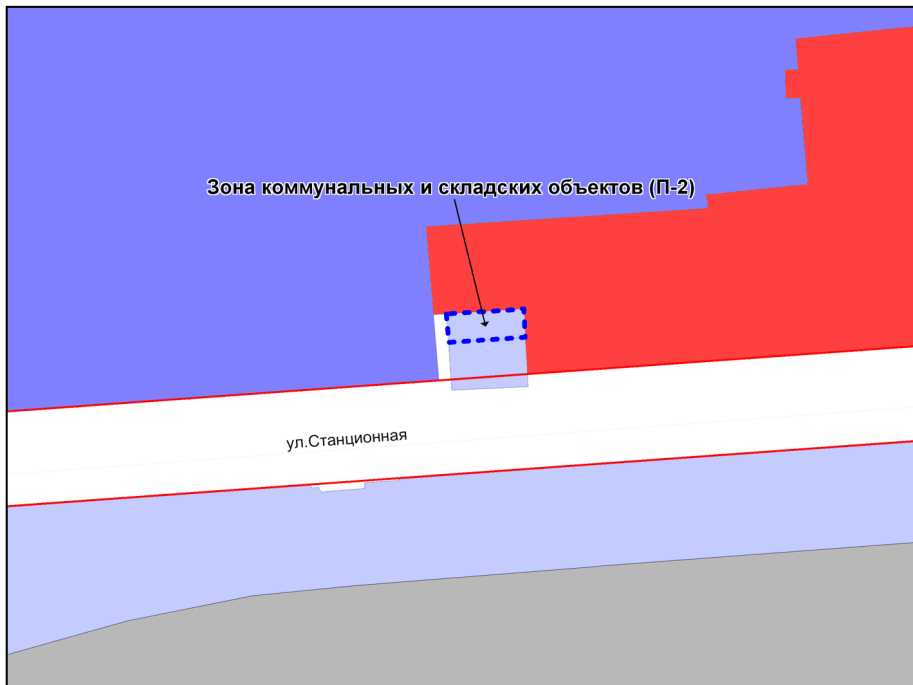 Зона коммунальных и складских объектов (П-2)
ул.Станционная